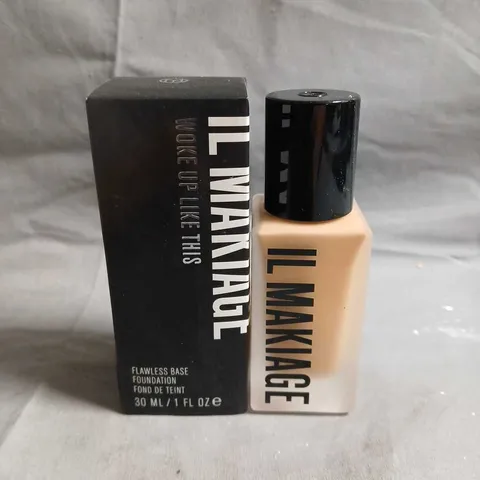 IL MAKIAGE
WOKE UP LIKE THIS
FLAWLESS BASE
FOUNDATION
FOND DE TEINT
30 ML / 1 FL OZ e
IL MAKIAGE